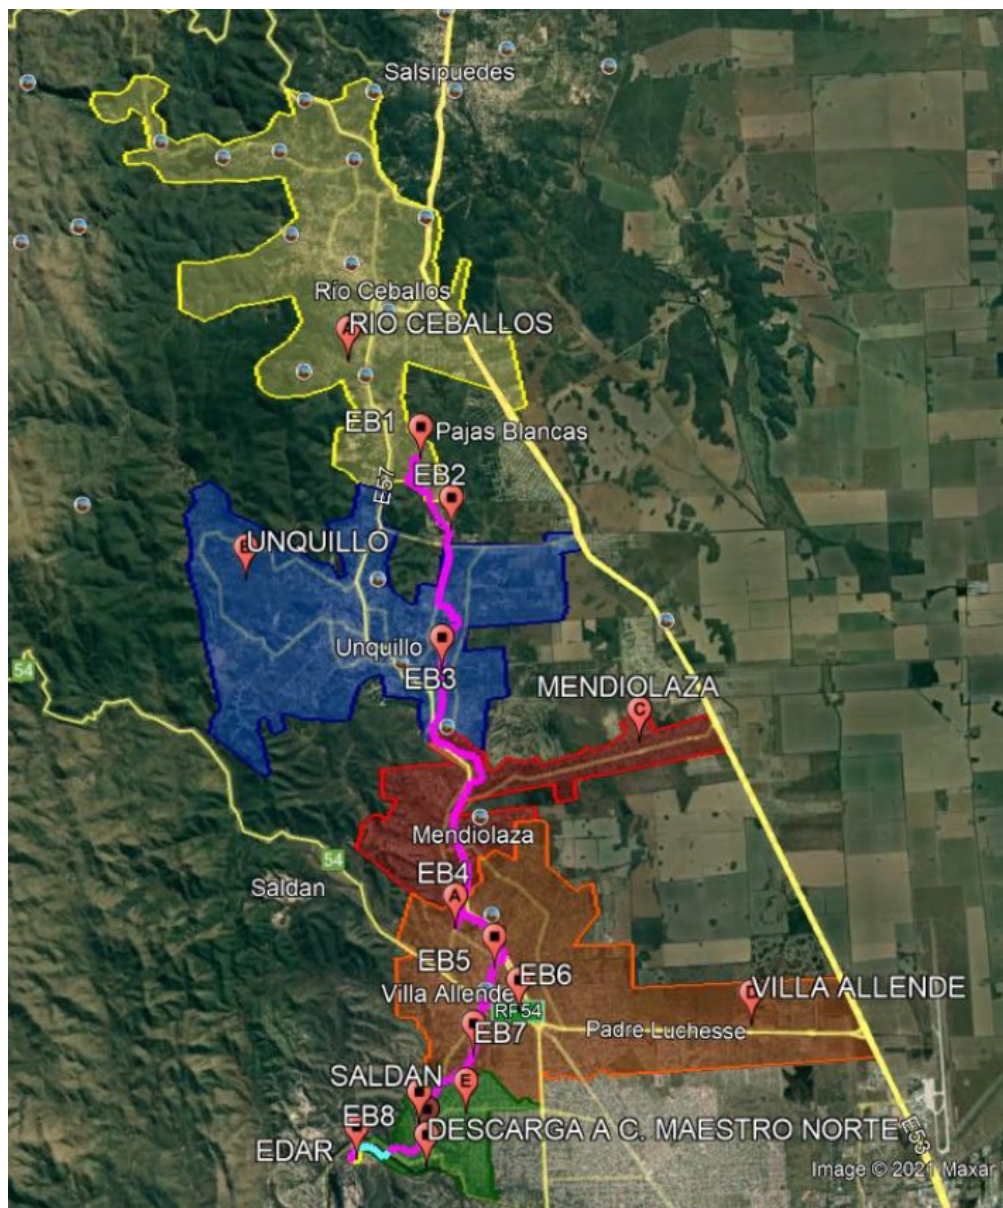 Salsipuedes
Río Ceballos
A
RIO CEBALLOS
EB1
Pajas Blancas
EB2
E57
UNQUILLO
Unquillo
EB3
54
MENDIOLAZA
C
Mendiolaza
54
Saldan
EB4
A
EB5
EB6
Villa Allende
RP54
D
VILLA ALLENDE
Padre Luchesse
EB7
SALDAN
E
EB8
DESCARGA A C. MAESTRO NORTE
EDAR
E53
Image © 2021 Maxar